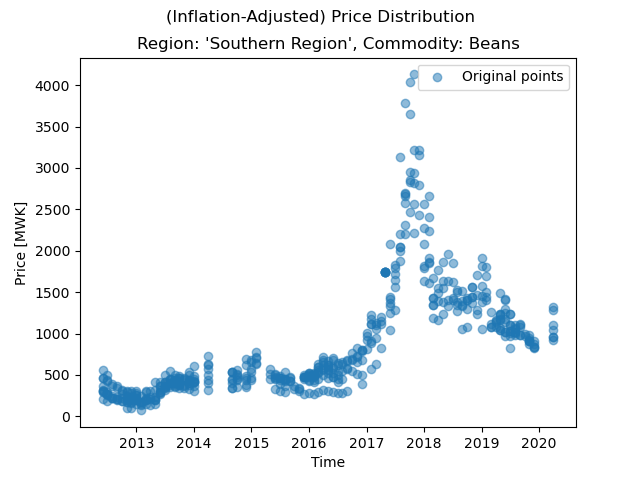 (Inflation-Adjusted) Price Distribution
Region: 'Southern Region', Commodity: Beans
Original points
4000
3500
3000
2500
2000
1500
1000
500
0
Price [MWK]
2013 2014 2015 2016 2017 2018 2019 2020
Time